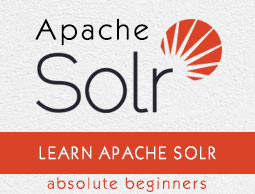 Apache
Solr
LEARN APACHE SOLR
absolute beginners